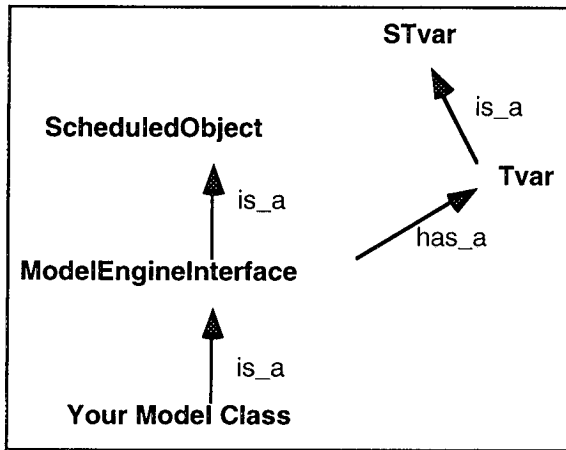 STvar
is_a
ScheduledObject
Tvar
is_a
has_a
ModelEngineInterface
is_a
Your Model Class